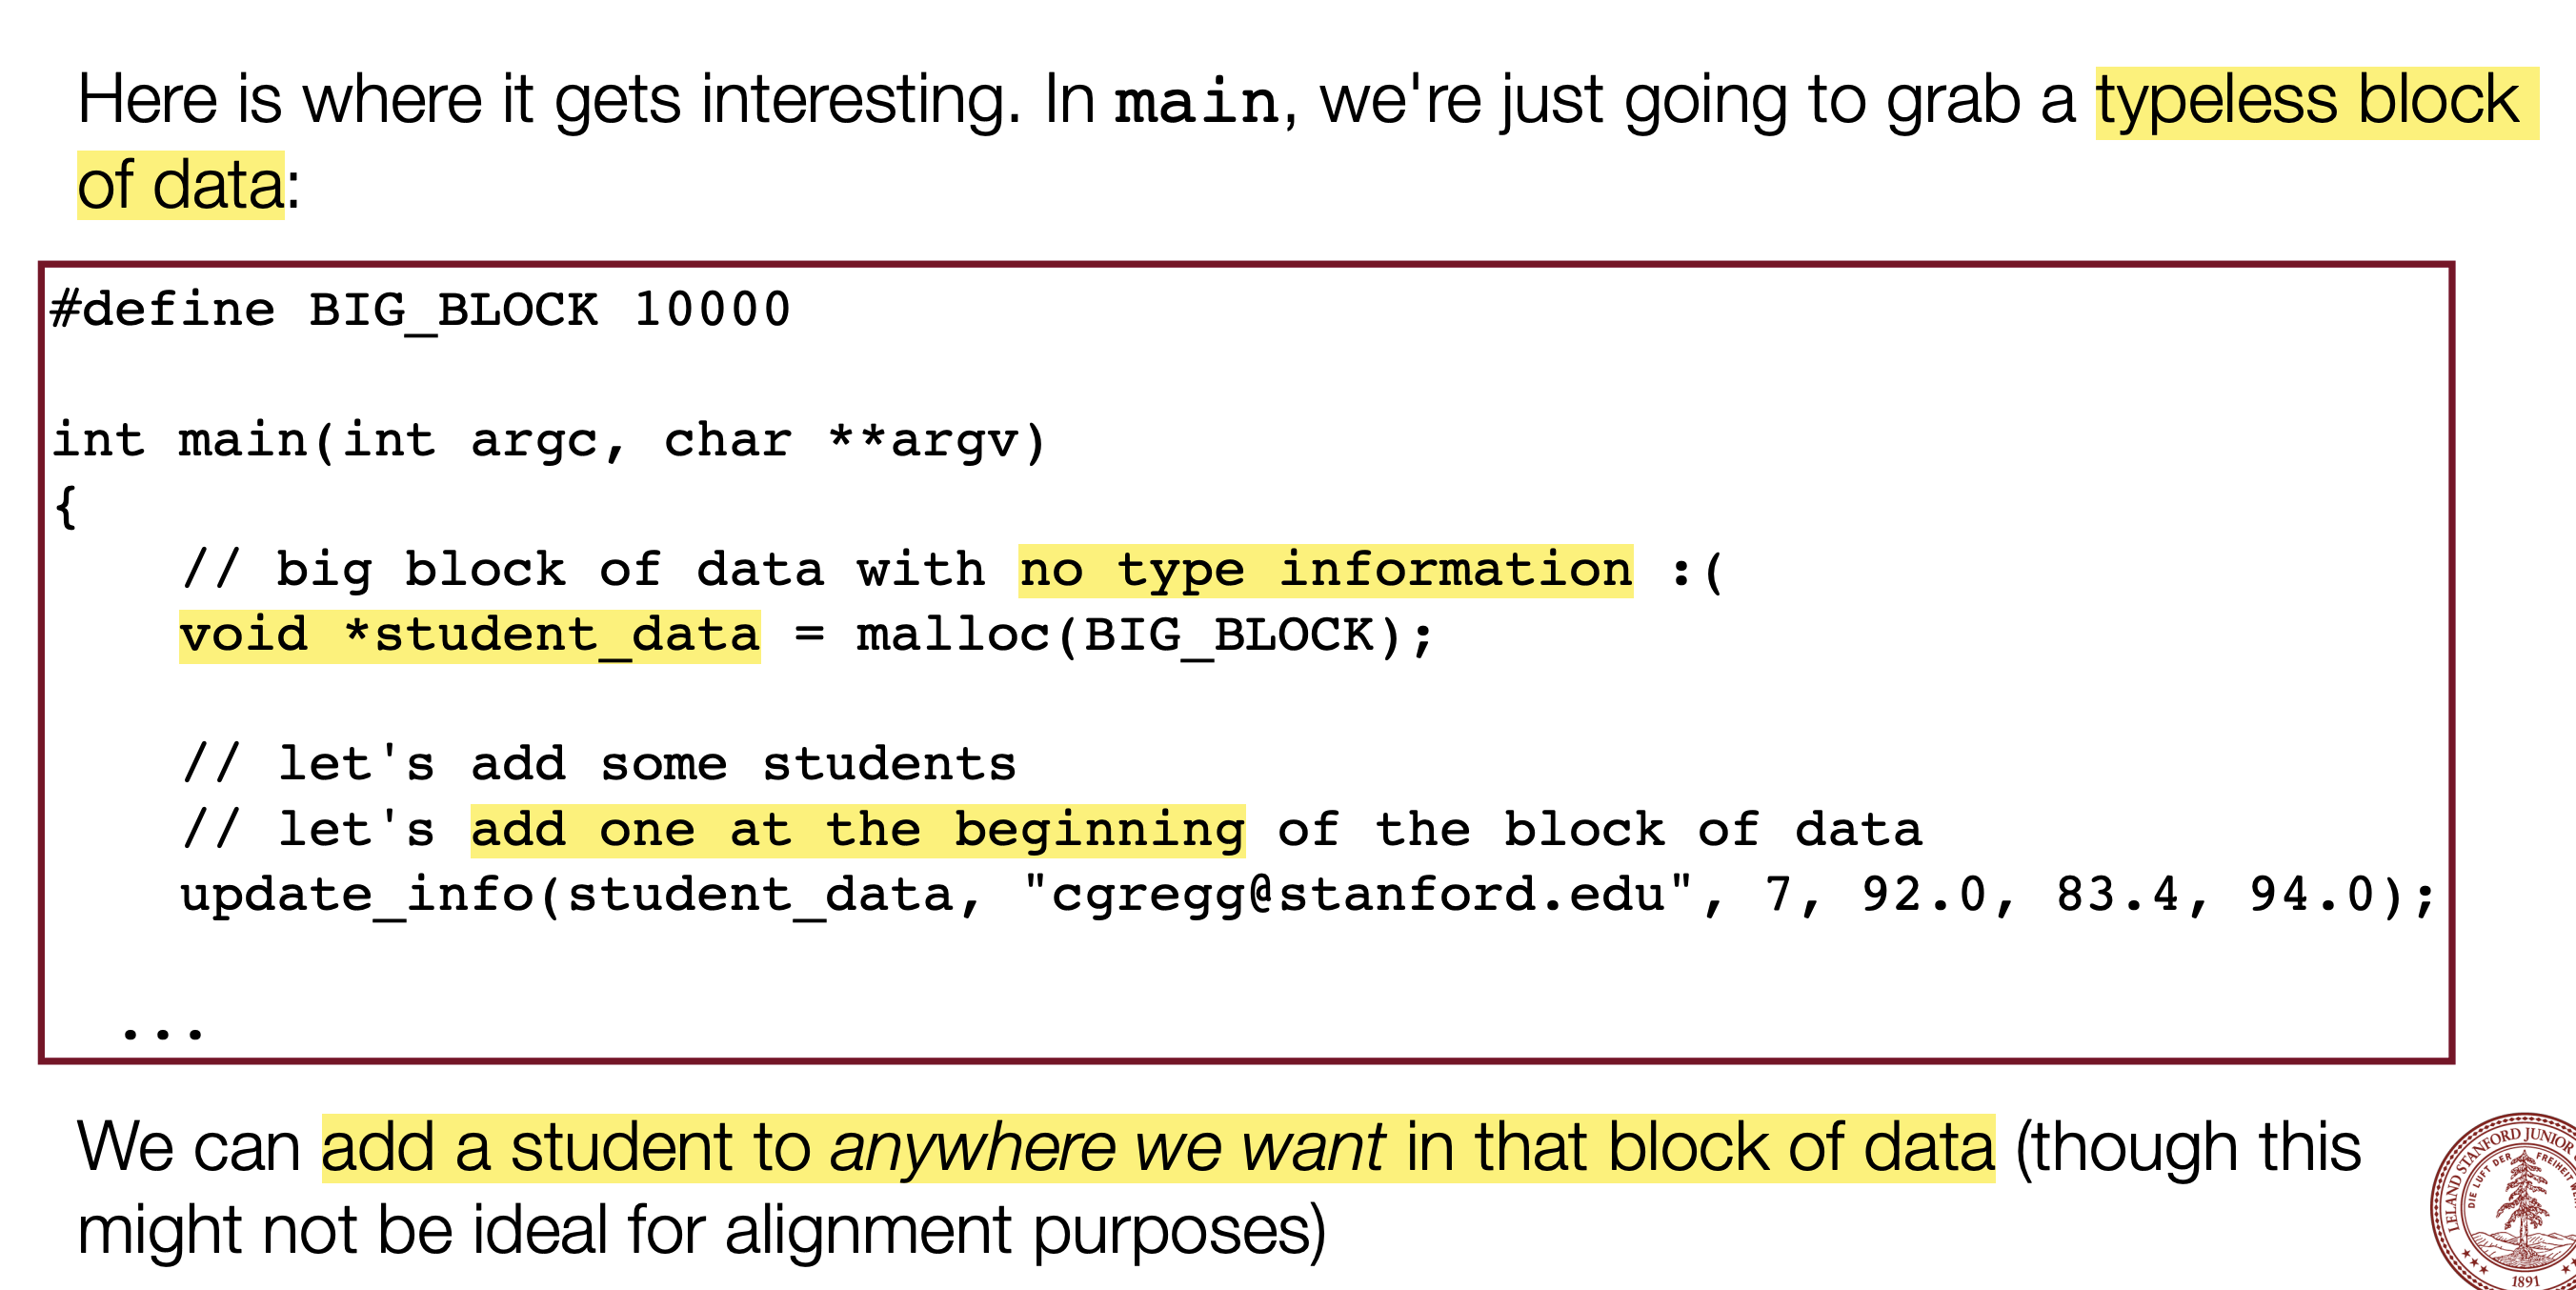 Here is where it gets interesting. In main, we're just going to grab a typeless block
of data:
#define BIG_BLOCK 10000
int main(int argc, char **argv)
{
// big block of data with no type information :(
void *student_data = malloc(BIG_BLOCK);
// let's add some students
// let's add one at the beginning of the block of data
update_info(student_data, "cgregg@stanford.edu", 7, 92.0, 83.4, 94.0);
...
We can add a student to anywhere we want in that block of data (though this
might not be ideal for alignment purposes)
LELAND STANFORD JUNIOR
DIE LUFT DER FREIHEIT
1891